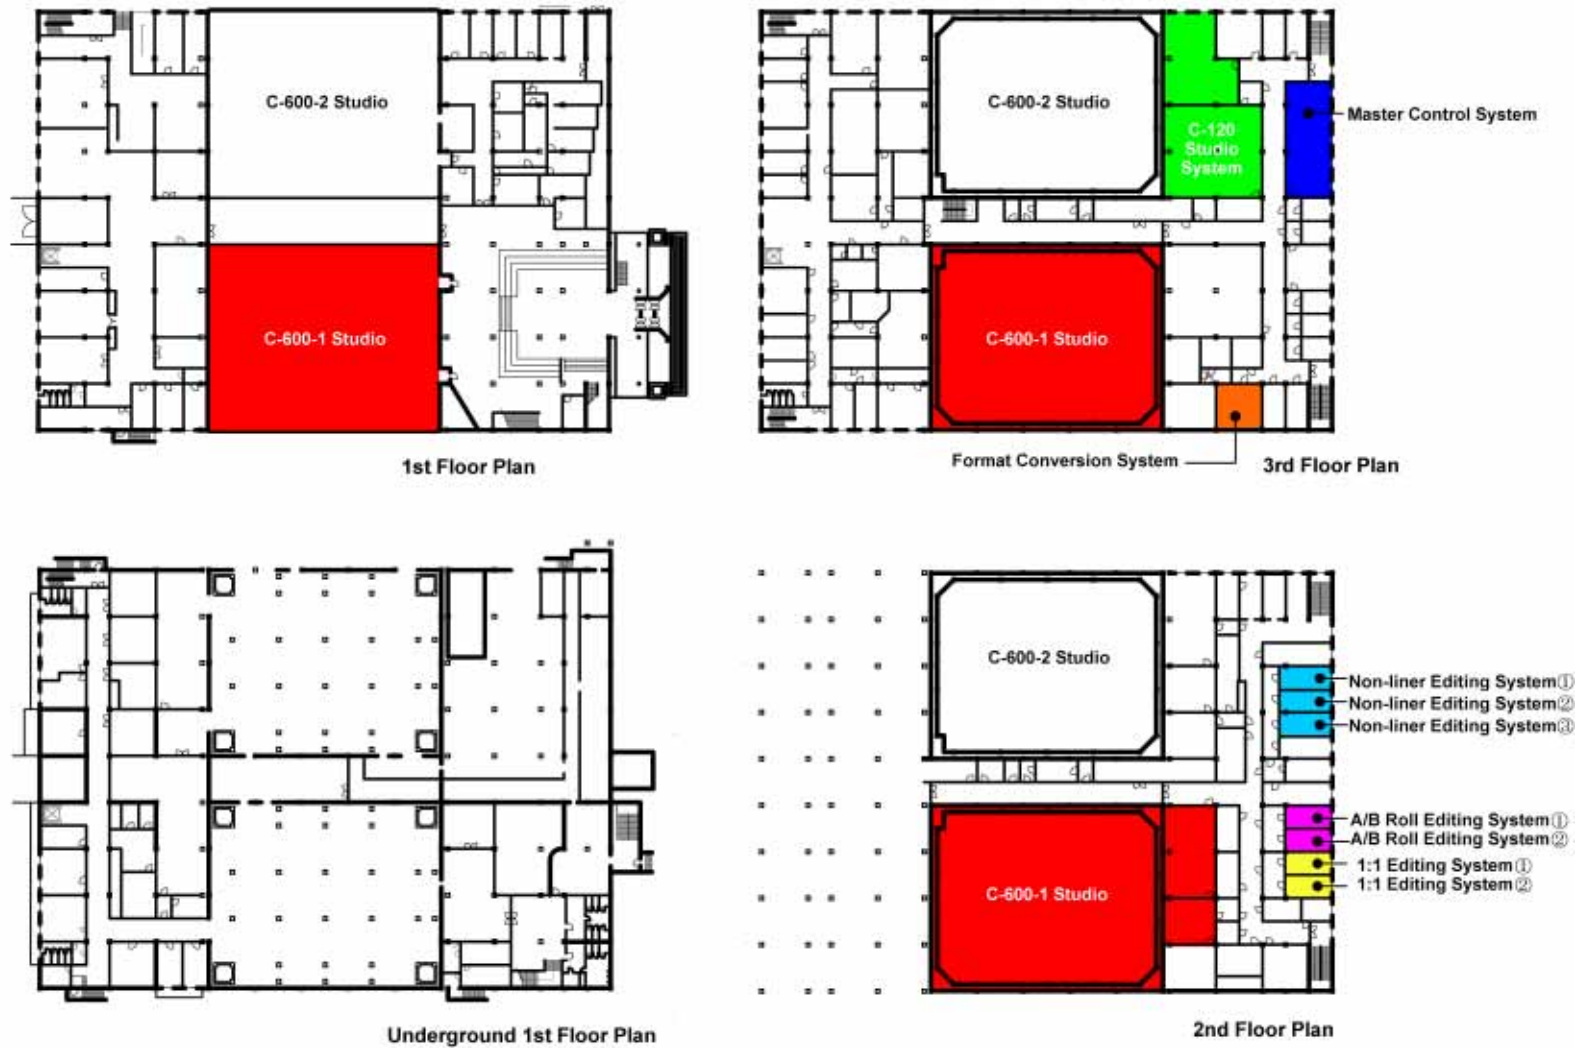 C-600-2 Studio
C-600-1 Studio
1st Floor Plan
C-600-2 Studio
C-120
Studio
System
Master Control System
C-600-1 Studio
Format Conversion System
3rd Floor Plan
Underground 1st Floor Plan
C-600-2 Studio
Non-liner Editing System①
Non-liner Editing System②
Non-liner Editing System③
A/B Roll Editing System①
A/B Roll Editing System②
1:1 Editing System①
1:1 Editing System②
C-600-1 Studio
2nd Floor Plan